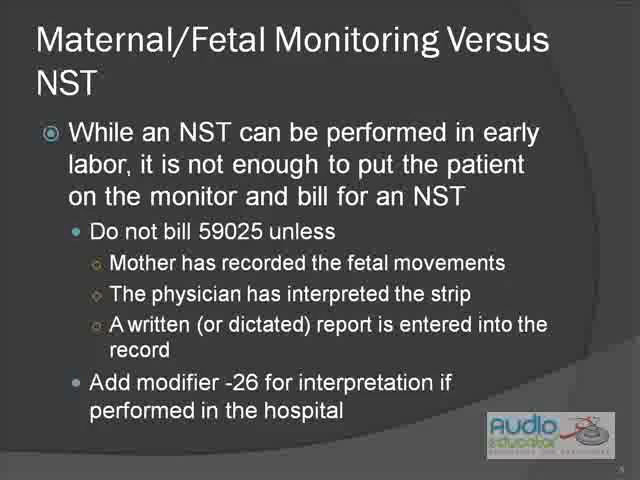 Maternal/Fetal Monitoring Versus
NST
While an NST can be performed in early
labor, it is not enough to put the patient
on the monitor and bill for an NST
Do not bill 59025 unless
Mother has recorded the fetal movements
The physician has interpreted the strip
A written (or dictated) report is entered into the
record
Add modifier -26 for interpretation if
performed in the hospital
AUDIO
EDUCATOR